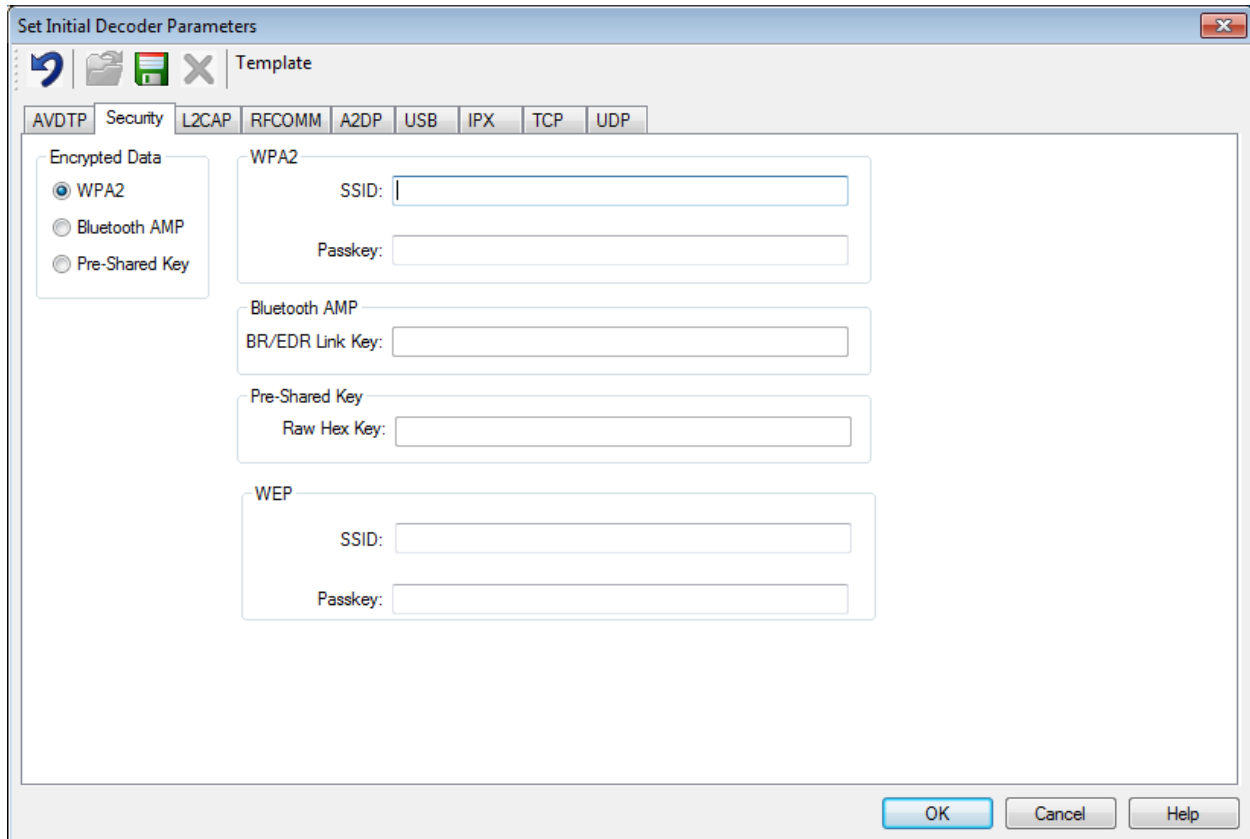 Set Initial Decoder Parameters
Template
AVDTP Security L2CAP RFCOMM A2DP USB IPX TCP UDP
Encrypted Data
WPA2
Bluetooth AMP
Pre-Shared Key
WPA2
SSID:
Passkey:
Bluetooth AMP
BR/EDR Link Key:
Pre-Shared Key
Raw Hex Key:
WEP
SSID:
Passkey:
OK Cancel Help